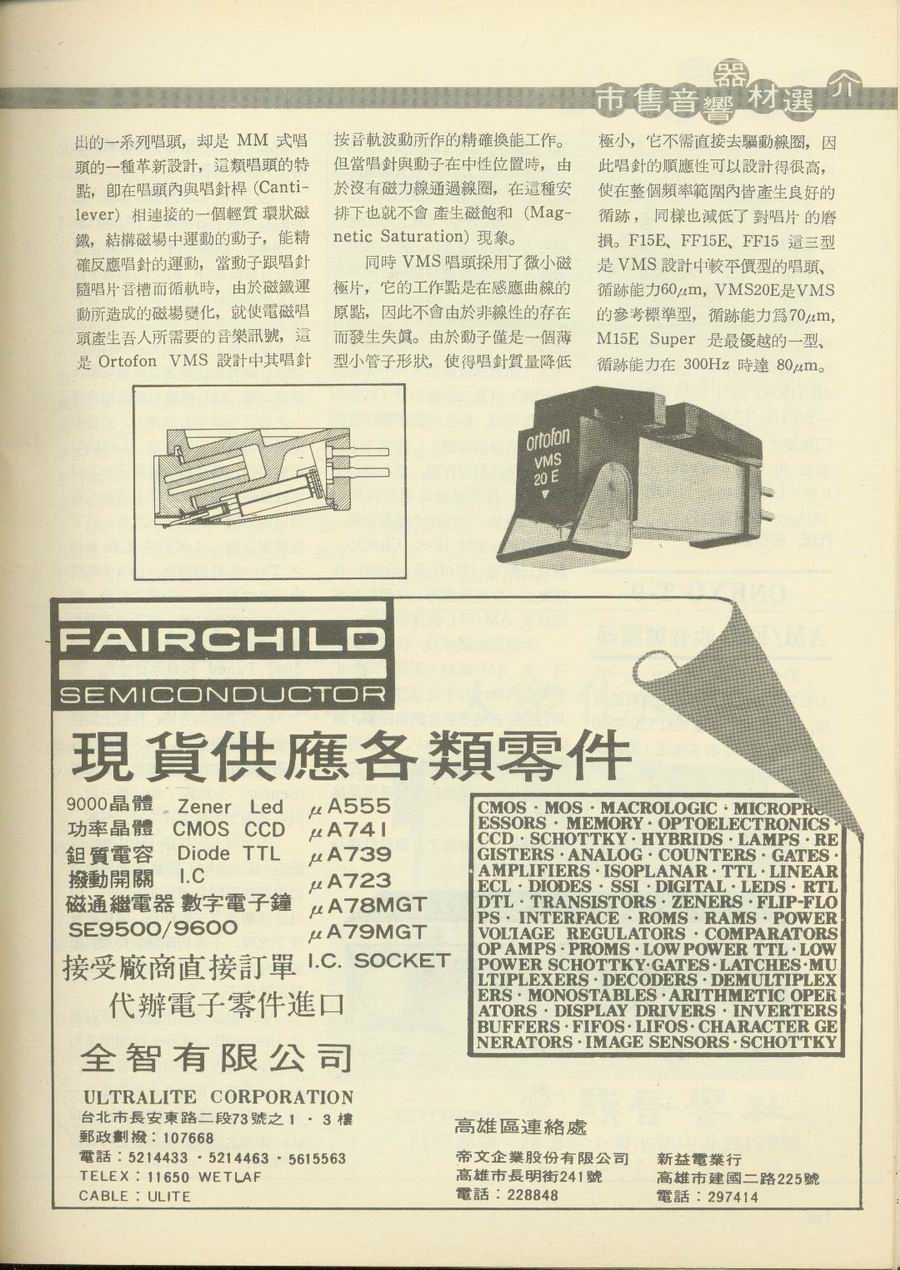 市售音響器材選介
出的一系列唱頭，却是 MM 式唱
頭的一種革新設計，這類唱頭的特
點，卽在唱頭內與唱針桿 (Canti-
lever) 相連接的一個輕質環狀磁
鐵，結構磁場中運動的動子，能精
確反應唱針的運動，當動子跟唱針
隨唱片音槽而循軌時，由於磁鐵運
動所造成的磁場變化，就使電磁唱
頭產生吾人所需要的音樂訊號，這
是 Ortofon VMS 設計中其唱針
按音軌波動所作的精確換能工作。
但當唱針與動子在中性位置時，由
於沒有磁力線通過線圈，在這種安
排下也就不會產生磁飽和 (Mag-
netic Saturation) 現象。
同時 VMS 唱頭採用了微小磁
極片，它的工作點是在感應曲線的
原點，因此不會由於非線性的存在
而發生失眞。由於動子僅是一個薄
型小管子形狀，使得唱針質量降低
極小，它不需直接去驅動線圈，因
此唱針的順應性可以設計得很高，
使在整個頻率範圍內皆產生良好的
循跡，同樣也減低了對唱片的磨
損。F15E、FF15E、FF15 這三型
是 VMS 設計中較平價型的唱頭、
循跡能力60μm，VMS20E是VMS
的參考標準型，循跡能力爲70μm，
M15E Super 是最優越的一型、
循跡能力在 300Hz 時達 80μm。
ortofon
VMS
20 E
FAIRCHILD
SEMICONDUCTOR
現貨供應各類零件
9000晶體 Zener Led μA555
功率晶體 CMOS CCD μA741
鉭質電容 Diode TTL μA739
撥動開關 I.C μA723
磁通繼電器 數字電子鐘 μA78MGT
SE9500/9600 μA79MGT
接受廠商直接訂單 I.C. SOCKET
代辦電子零件進口
CMOS · MOS · MACROLOGIC · MICROPRO
ESSORS · MEMORY · OPTOELECTRONICS ·
CCD · SCHOTTKY · HYBRIDS · LAMPS · RE
GISTERS · ANALOG · COUNTERS · GATES ·
AMPLIFIERS · ISOPLANAR · TTL · LINEAR
ECL · DIODES · SSI · DIGITAL · LEDS · RTL
DTL · TRANSISTORS · ZENERS · FLIP-FLO
PS · INTERFACE · ROMS · RAMS · POWER
VOLTAGE REGULATORS · COMPARATORS
OP AMPS · PROMS · LOW POWER TTL · LOW
POWER SCHOTTKY·GATES · LATCHES · MU
LTIPLEXERS · DECODERS · DEMULTIPLEX
ERS · MONOSTABLES · ARITHMETIC OPER
ATORS · DISPLAY DRIVERS · INVERTERS
BUFFERS · FIFOS · LIFOS · CHARACTER GE
NERATORS · IMAGE SENSORS · SCHOTTKY
全智有限公司
ULTRALITE CORPORATION
台北市長安東路二段73號之1．3樓
郵政劃撥：107668
電話：5214433．5214463．5615563
TELEX：11650 WETLAF
CABLE：ULITE
高雄區連絡處
帝文企業股份有限公司
高雄市長明街241號
電話：228848
新益電業行
高雄市建國二路225號
電話：297414